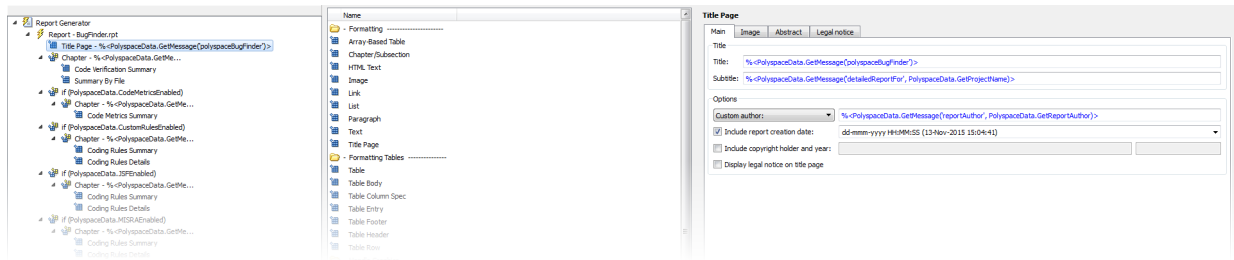 Report Generator
Report - BugFinder.rpt
Title Page - %<PolyspaceData.GetMessage('polyspaceBugFinder')>
Chapter - %<PolyspaceData.GetMe...
Code Verification Summary
Summary By File
if (PolyspaceData.CodeMetricsEnabled)
Chapter - %<PolyspaceData.GetMe...
Code Metrics Summary
if (PolyspaceData.CustomRulesEnabled)
Chapter - %<PolyspaceData.GetMe...
Coding Rules Summary
Coding Rules Details
if (PolyspaceData.JSFEnabled)
Chapter - %<PolyspaceData.GetMe...
Coding Rules Summary
Coding Rules Details
if (PolyspaceData.MISRAEnabled)
Chapter - %<PolyspaceData.GetMe...
Coding Rules Summary
Coding Rules Details
Name
- Formatting ----------------------
Array-Based Table
Chapter/Subsection
HTML Text
Image
Link
List
Paragraph
Text
Title Page
- Formatting Tables ---------------
Table
Table Body
Table Column Spec
Table Entry
Table Footer
Table Header
Table Row
Title Page
Main Image Abstract Legal notice
Title
Title: %<PolyspaceData.GetMessage('polyspaceBugFinder')>
Subtitle: %<PolyspaceData.GetMessage('detailedReportFor', PolyspaceData.GetProjectName)>
Options
Custom author: %<PolyspaceData.GetMessage('reportAuthor', PolyspaceData.GetReportAuthor)>
Include report creation date: dd-mmm-yyyy HH:MM:SS (13-Nov-2015 15:04:41)
Include copyright holder and year:
Display legal notice on title page